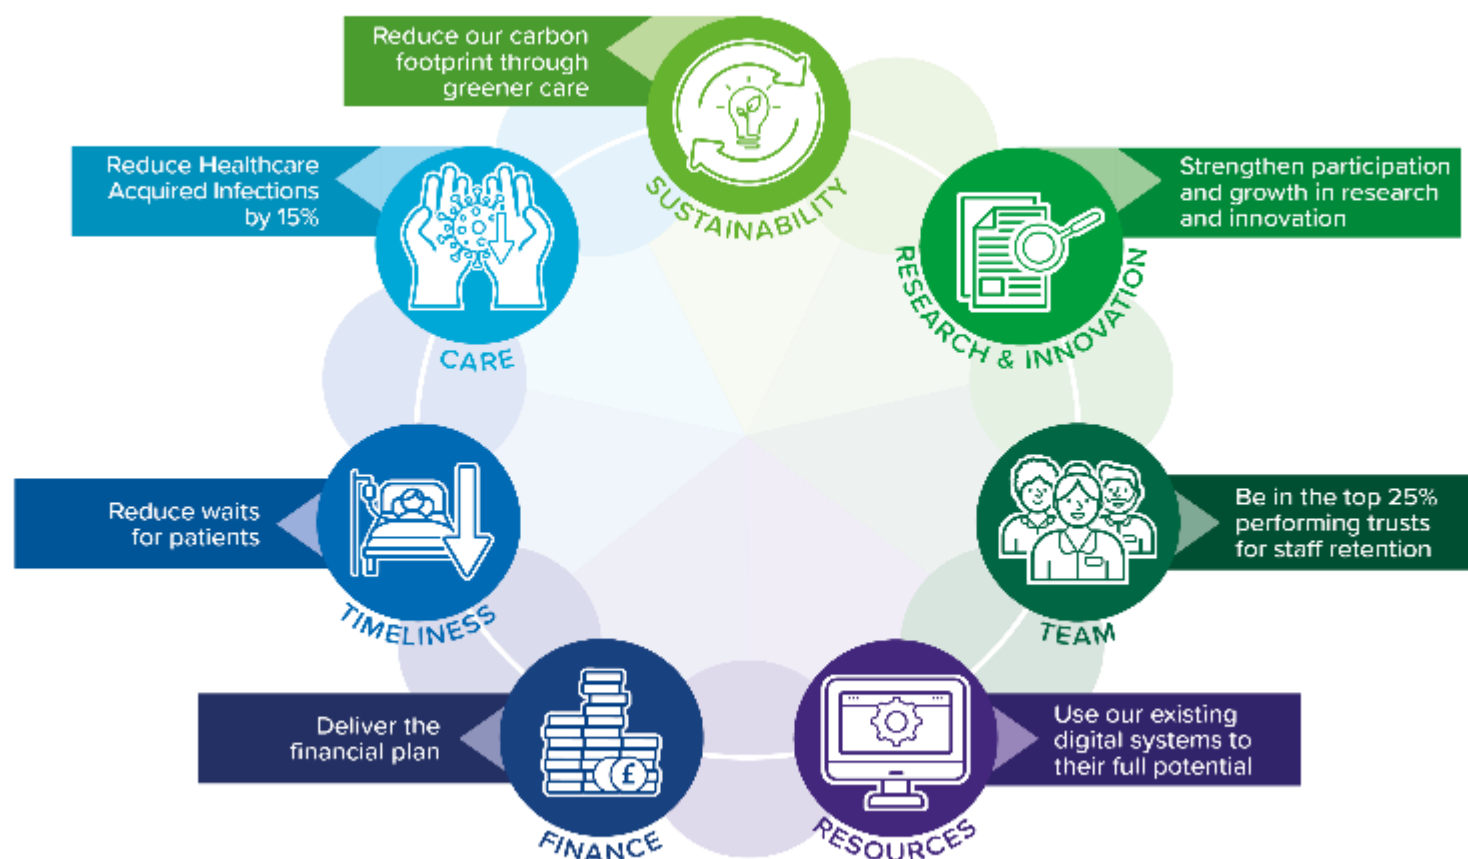 Reduce our carbon
footprint through
greener care
SUSTAINABILITY
Reduce Healthcare
Acquired Infections
by 15%
CARE
Strengthen participation
and growth in research
and innovation
RESEARCH & INNOVATION
Reduce waits
for patients
TIMELINESS
Be in the top 25%
performing trusts
for staff retention
TEAM
Deliver the
financial plan
£
FINANCE
Use our existing
digital systems to
their full potential
RESOURCES